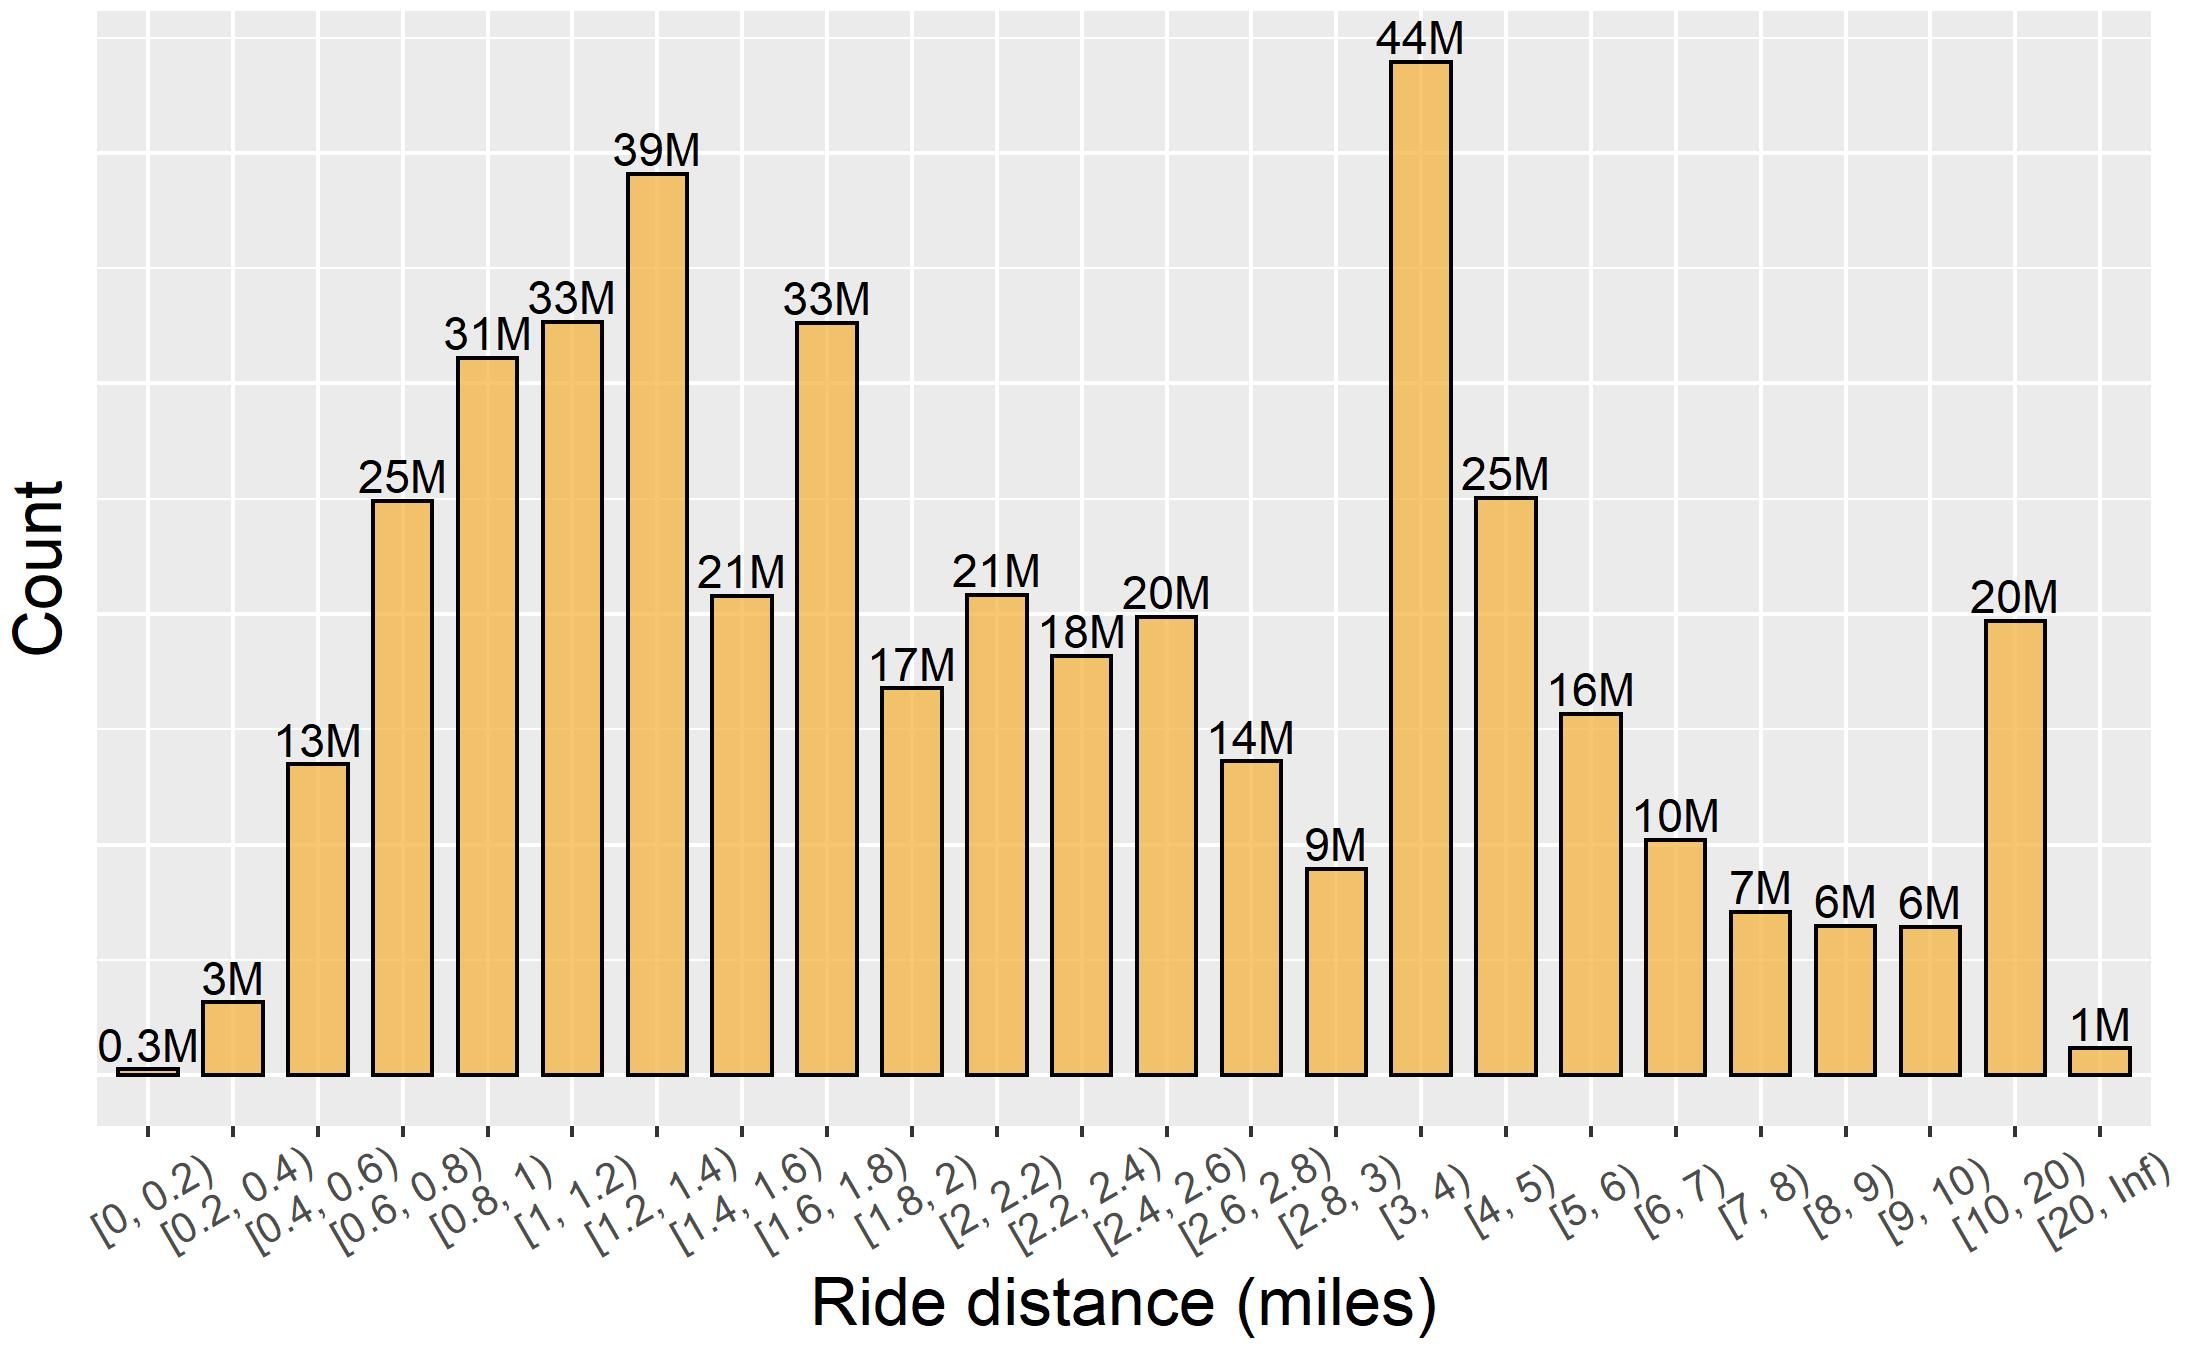 44M
39M
33M
33M
31M
25M
25M
21M
21M
20M
20M
18M
17M
16M
14M
13M
10M
9M
7M
6M
6M
3M
1M
0.3M
Count
[0, 0.2)
[0.2, 0.4)
[0.4, 0.6)
[0.6, 0.8)
[0.8, 1)
[1, 1.2)
[1.2, 1.4)
[1.4, 1.6)
[1.6, 1.8)
[1.8, 2)
[2, 2.2)
[2.2, 2.4)
[2.4, 2.6)
[2.6, 2.8)
[2.8, 3)
[3, 4)
[4, 5)
[5, 6)
[6, 7)
[7, 8)
[8, 9)
[9, 10)
[10, 20)
[20, Inf)
Ride distance (miles)